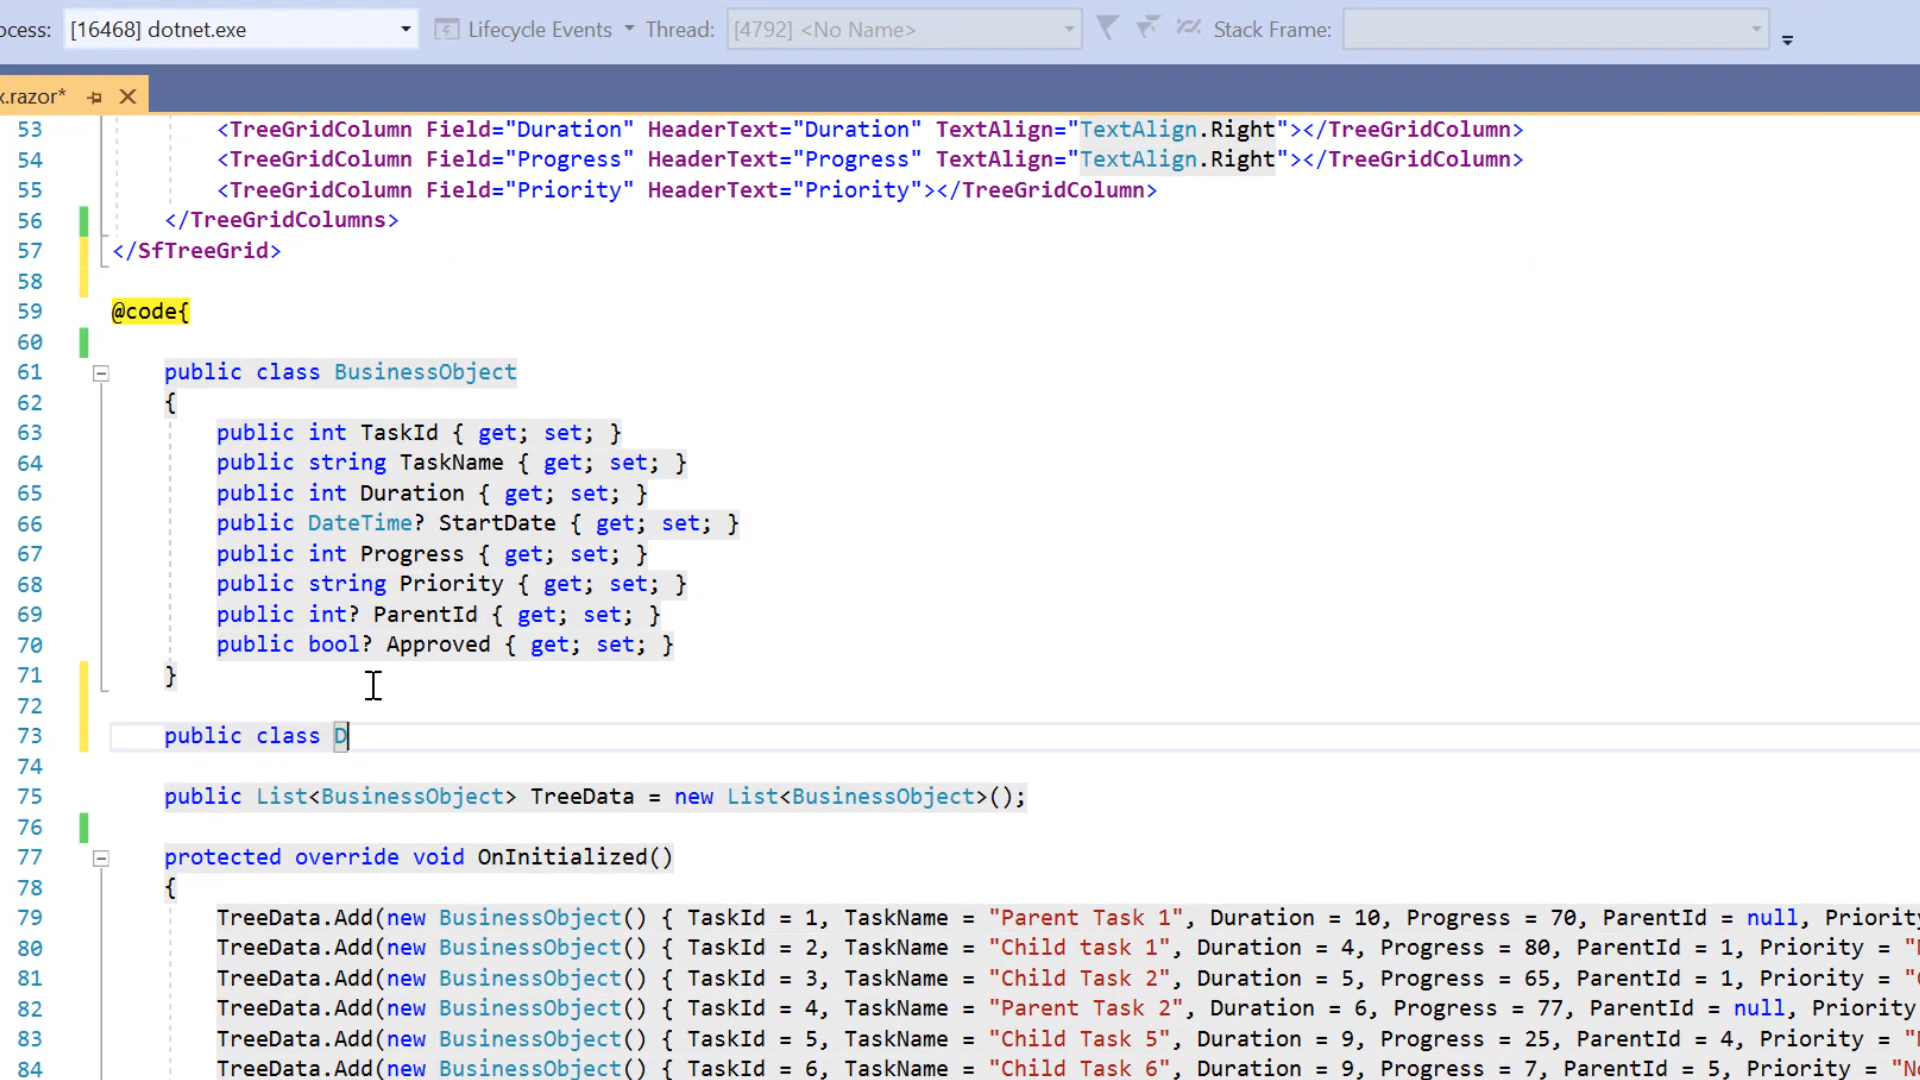 ocess: [16468] dotnet.exe Lifecycle Events Thread: [4792] <No Name> Stack Frame:
x.razor*
53 <TreeGridColumn Field="Duration" HeaderText="Duration" TextAlign="TextAlign.Right"></TreeGridColumn>
54 <TreeGridColumn Field="Progress" HeaderText="Progress" TextAlign="TextAlign.Right"></TreeGridColumn>
55 <TreeGridColumn Field="Priority" HeaderText="Priority"></TreeGridColumn>
56 </TreeGridColumns>
57 </SfTreeGrid>
58
59 @code{
60
61 public class BusinessObject
62 {
63 public int TaskId { get; set; }
64 public string TaskName { get; set; }
65 public int Duration { get; set; }
66 public DateTime? StartDate { get; set; }
67 public int Progress { get; set; }
68 public string Priority { get; set; }
69 public int? ParentId { get; set; }
70 public bool? Approved { get; set; }
71 }
72
73 public class D
74
75 public List<BusinessObject> TreeData = new List<BusinessObject>();
76
77 protected override void OnInitialized()
78 {
79 TreeData.Add(new BusinessObject() { TaskId = 1, TaskName = "Parent Task 1", Duration = 10, Progress = 70, ParentId = null, Priority
80 TreeData.Add(new BusinessObject() { TaskId = 2, TaskName = "Child task 1", Duration = 4, Progress = 80, ParentId = 1, Priority = "
81 TreeData.Add(new BusinessObject() { TaskId = 3, TaskName = "Child Task 2", Duration = 5, Progress = 65, ParentId = 1, Priority = "
82 TreeData.Add(new BusinessObject() { TaskId = 4, TaskName = "Parent Task 2", Duration = 6, Progress = 77, ParentId = null, Priority
83 TreeData.Add(new BusinessObject() { TaskId = 5, TaskName = "Child Task 5", Duration = 9, Progress = 25, ParentId = 4, Priority = "
84 TreeData.Add(new BusinessObject() { TaskId = 6, TaskName = "Child Task 6", Duration = 9, Progress = 7, ParentId = 5, Priority = "No